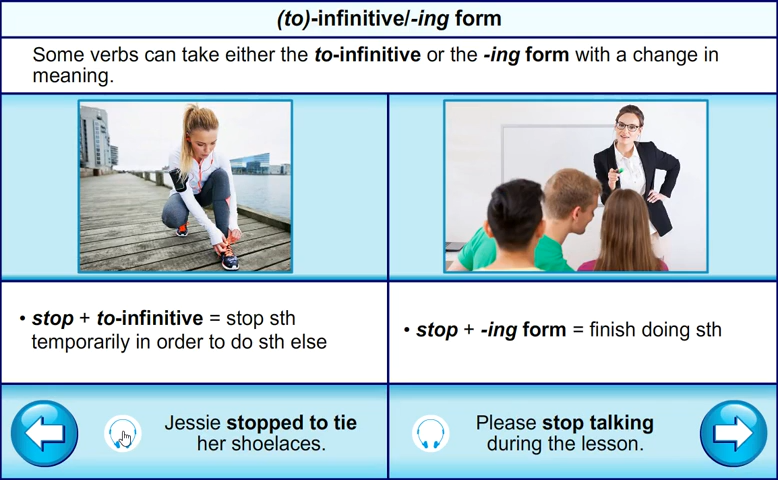 (to)-infinitive/-ing form
Some verbs can take either the to-infinitive or the -ing form with a change in
meaning.
• stop + to-infinitive = stop sth
temporarily in order to do sth else
• stop + -ing form = finish doing sth
Jessie stopped to tie
her shoelaces.
Please stop talking
during the lesson.